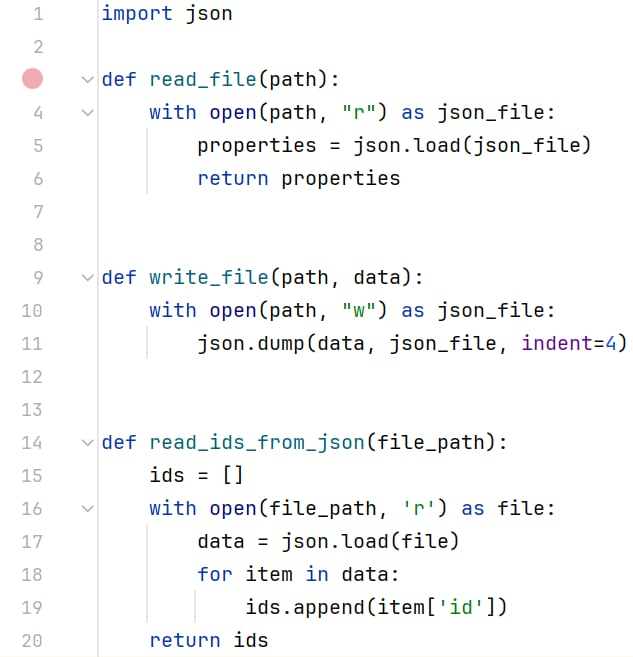 1 import json
2
def read_file(path):
4     with open(path, "r") as json_file:
5         properties = json.load(json_file)
6         return properties
7
8
9 def write_file(path, data):
10     with open(path, "w") as json_file:
11         json.dump(data, json_file, indent=4)
12
13
14 def read_ids_from_json(file_path):
15     ids = []
16     with open(file_path, 'r') as file:
17         data = json.load(file)
18         for item in data:
19             ids.append(item['id'])
20     return ids